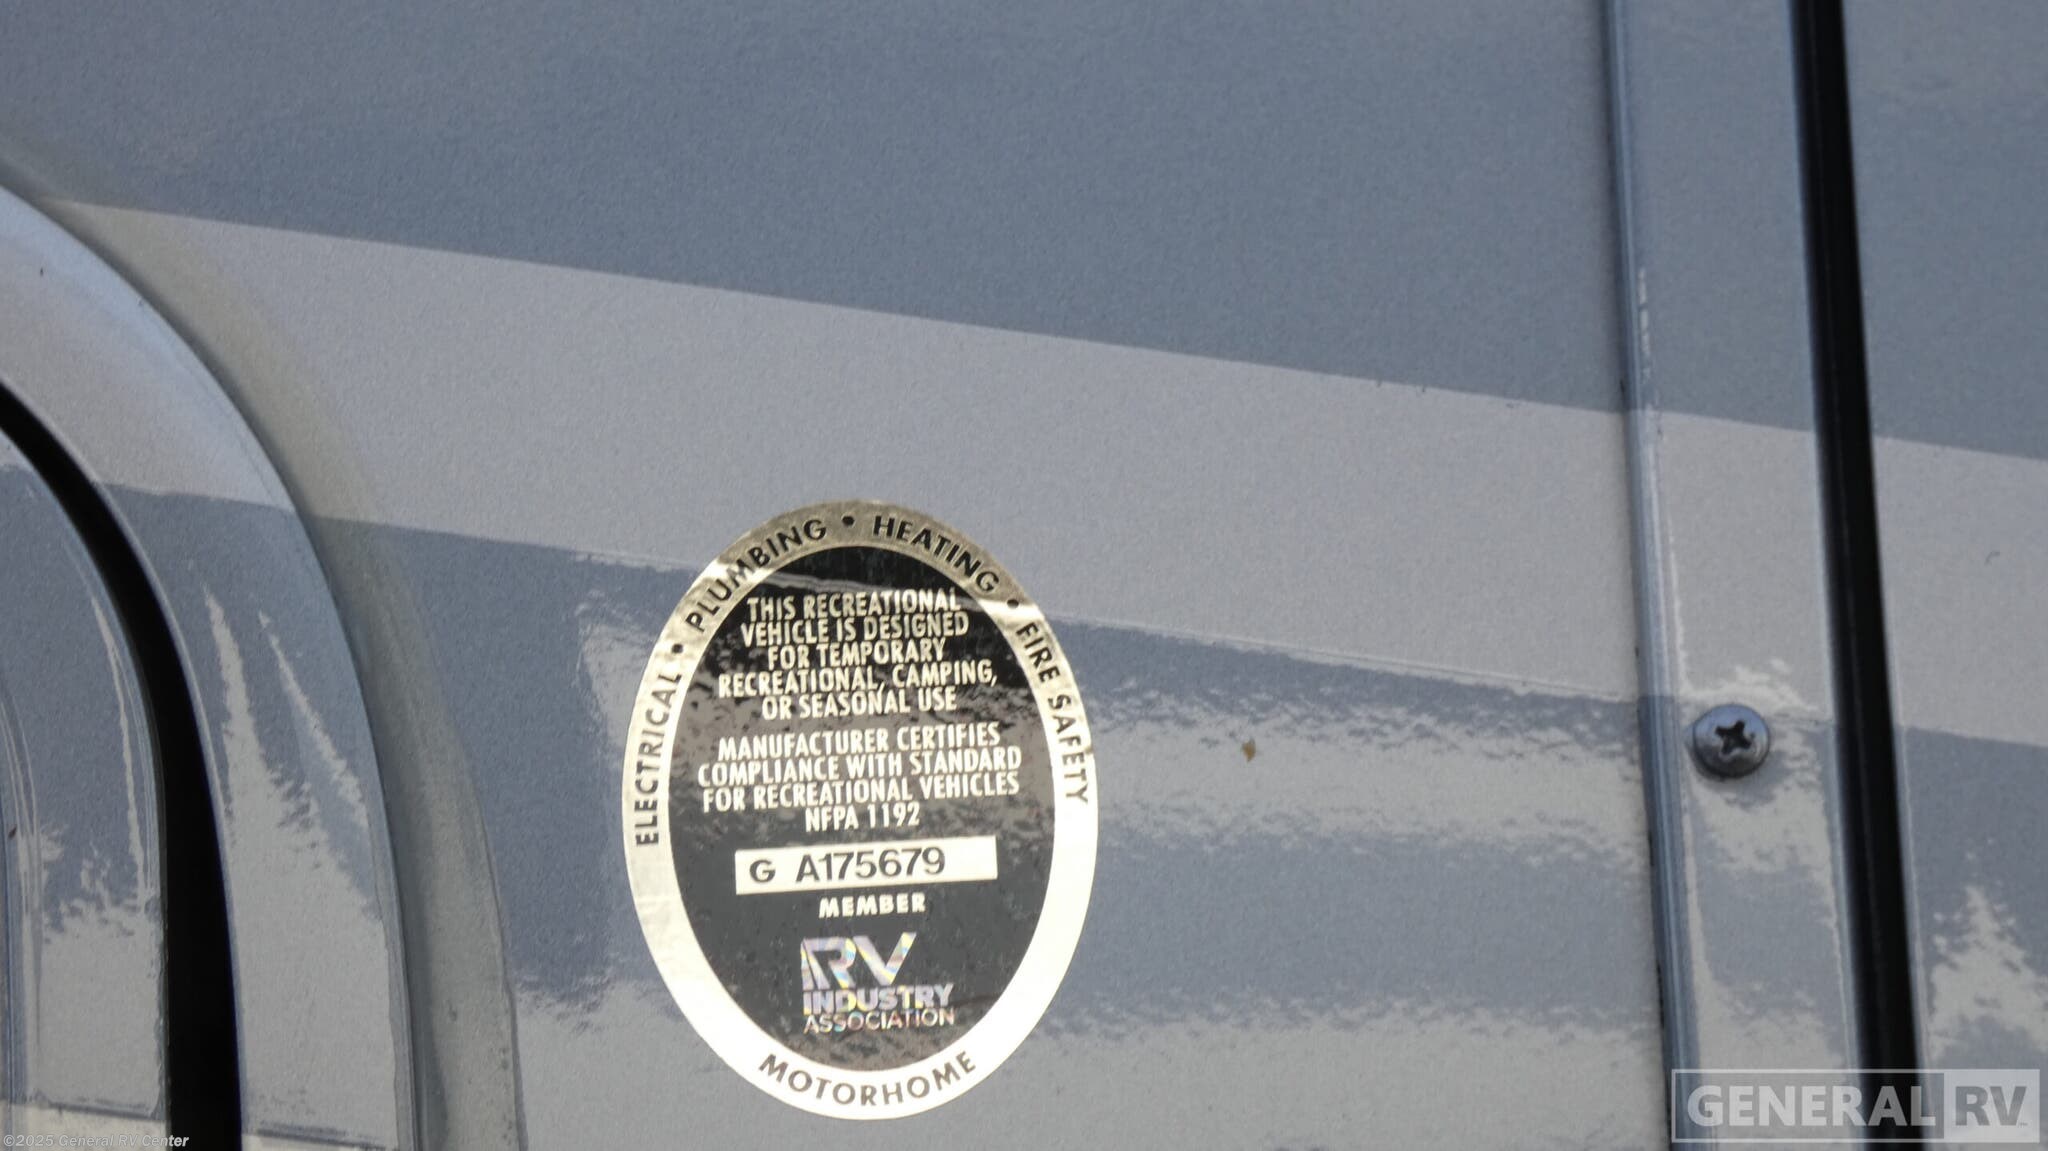 ELECTRICAL • PLUMBING • HEATING • FIRE SAFETY
THIS RECREATIONAL
VEHICLE IS DESIGNED
FOR TEMPORARY
RECREATIONAL, CAMPING,
OR SEASONAL USE
MANUFACTURER CERTIFIES
COMPLIANCE WITH STANDARD
FOR RECREATIONAL VEHICLES
NFPA 1192
G A175679
MEMBER
RV
INDUSTRY
ASSOCIATION
MOTORHOME
GENERAL RV
©2025 General RV Center